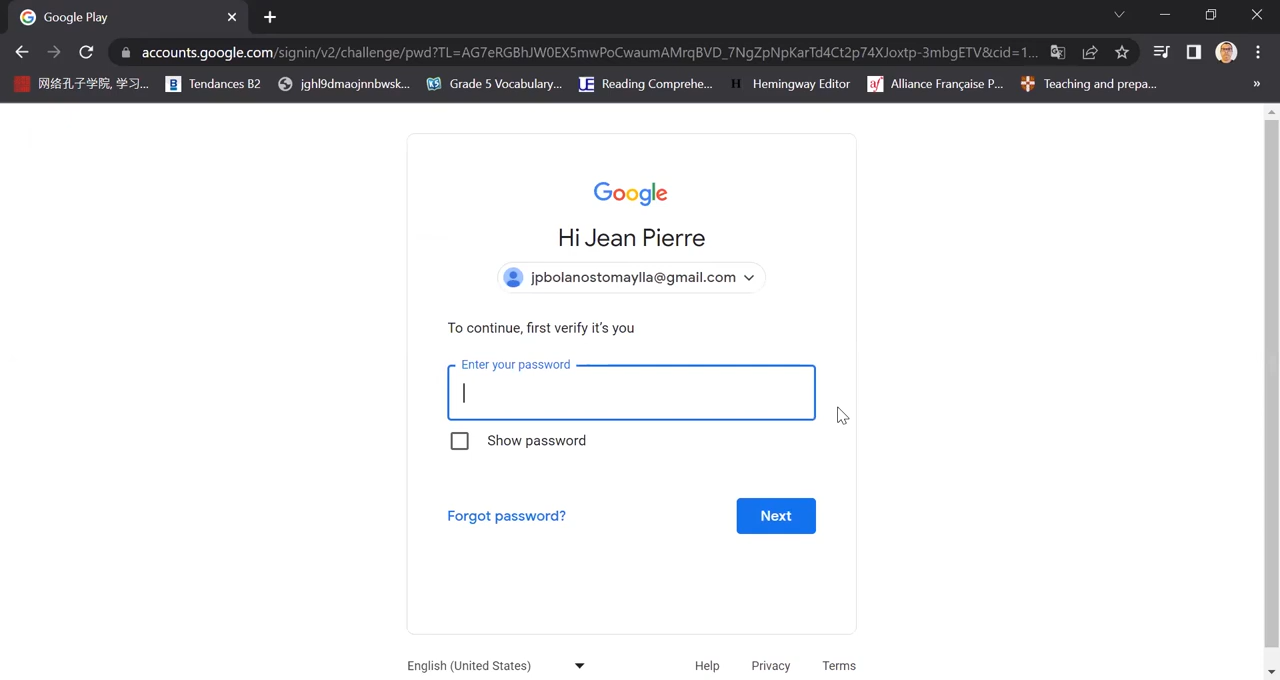 Google Play
accounts.google.com/signin/v2/challenge/pwd?TL=AG7eRGBhJW0EX5mwPoCwaumAMrqBVD_7NgZpNpKarTd4Ct2p74XJoxtp-3mbgETV&cid=1...
网络孔子学院, 学习... Tendances B2 jghl9dmaojnnbwsk... Grade 5 Vocabulary,... Reading Comprehe... Hemingway Editor Alliance Française P... Teaching and prepa... »
Google
Hi Jean Pierre
jpbolanostomaylla@gmail.com
To continue, first verify it’s you
Enter your password
Show password
Forgot password? Next
English (United States) Help Privacy Terms